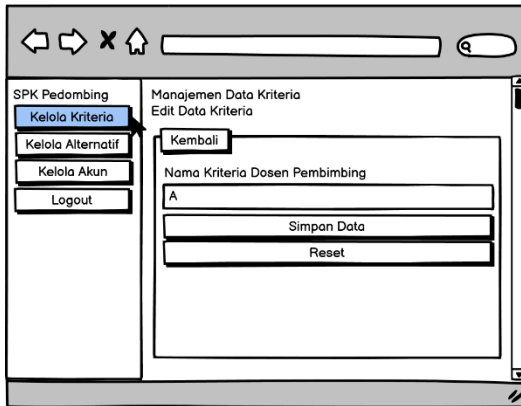 SPK Pedombing
Kelola Kriteria
Kelola Alternatif
Kelola Akun
Logout
Manajemen Data Kriteria
Edit Data Kriteria
Kembali
Nama Kriteria Dosen Pembimbing
A
Simpan Data
Reset